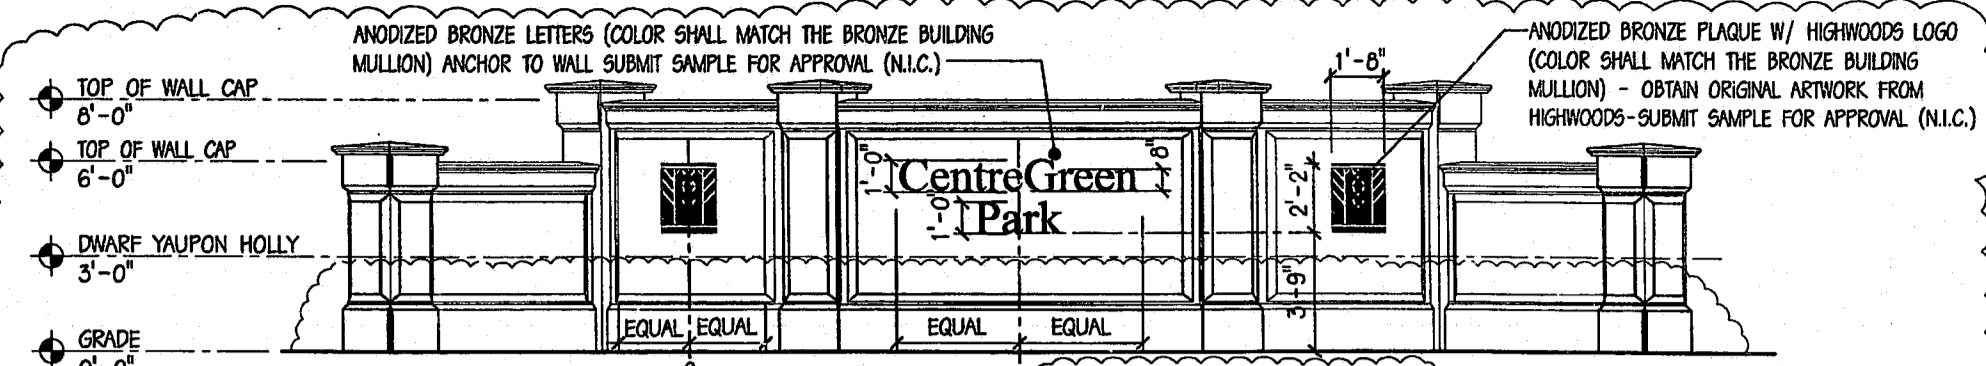 ANODIZED BRONZE LETTERS (COLOR SHALL MATCH THE BRONZE BUILDING
MULLION) ANCHOR TO WALL SUBMIT SAMPLE FOR APPROVAL (N.I.C.)
ANODIZED BRONZE PLAQUE W/ HIGHWOODS LOGO
(COLOR SHALL MATCH THE BRONZE BUILDING
MULLION) - OBTAIN ORIGINAL ARTWORK FROM
HIGHWOODS-SUBMIT SAMPLE FOR APPROVAL (N.I.C.)
1'-8"
TOP OF WALL CAP
8'-0"
TOP OF WALL CAP
6'-0"
1'-0"
CentreGreen
8"
1'-0"
Park
2'-2"
DWARF YAUPON HOLLY
3'-0"
3'-9"
EQUAL EQUAL
EQUAL EQUAL
GRADE
0'-0"